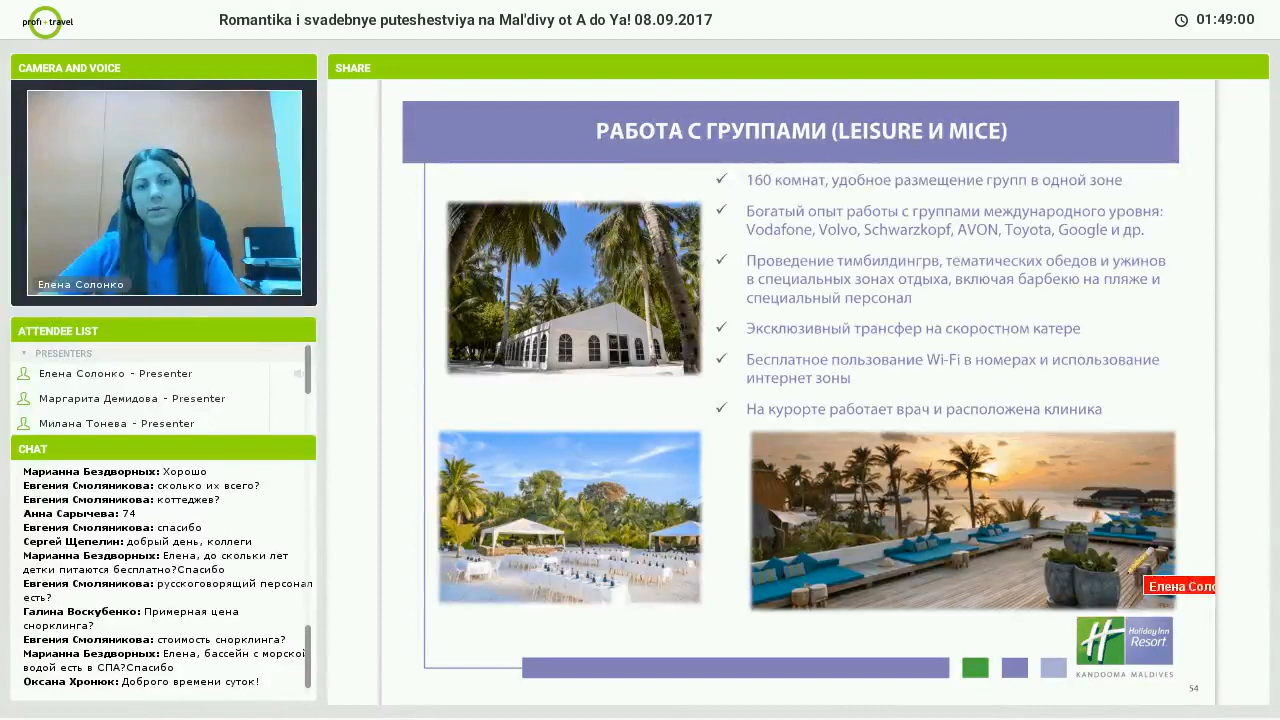 profi travel
Romantika i svadebnye puteshestviya na Mal'divy ot A do Ya! 08.09.2017
01:49:00
CAMERA AND VOICE
Елена Солонко
ATTENDEE LIST
PRESENTERS
Елена Солонко - Presenter
Маргарита Демидова - Presenter
Милана Тонева - Presenter
CHAT
Марианна Бездворных: Хорошо
Евгения Смоляникова: сколько их всего?
Евгения Смоляникова: коттеджев?
Анна Сарычева: 74
Евгения Смоляникова: спасибо
Сергей Щепелин: добрый день, коллеги
Марианна Бездворных: Елена, до скольки лет
детки питаются бесплатно?Спасибо
Евгения Смоляникова: русскоговорящий персонал
есть?
Галина Воскубенко: Примерная цена
снорклинга?
Евгения Смоляникова: стоимость снорклинга?
Марианна Бездворных: Елена, бассейн с морской
водой есть в СПА?Спасибо
Оксана Хронюк: Доброго времени суток!
SHARE
РАБОТА С ГРУППАМИ (LEISURE И MICE)
160 комнат, удобное размещение групп в одной зоне
Богатый опыт работы с группами международного уровня:
Vodafone, Volvo, Schwarzkopf, AVON, Toyota, Google и др.
Проведение тимбилдингрв, тематических обедов и ужинов
в специальных зонах отдыха, включая барбекю на пляже и
специальный персонал
Эксклюзивный трансфер на скоростном катере
Бесплатное пользование Wi-Fi в номерах и использование
интернет зоны
На курорте работает врач и расположена клиника
Елена Соло
H Holiday Inn
Resort
KANDOOMA MALDIVES
54